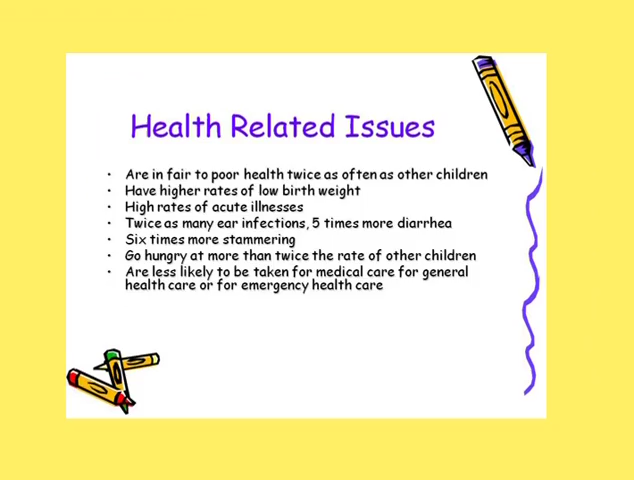 Health Related Issues
• Are in fair to poor health twice as often as other children
• Have higher rates of low birth weight
• High rates of acute illnesses
• Twice as many ear infections, 5 times more diarrhea
• Six times more stammering
• Go hungry at more than twice the rate of other children
• Are less likely to be taken for medical care for general
health care or for emergency health care